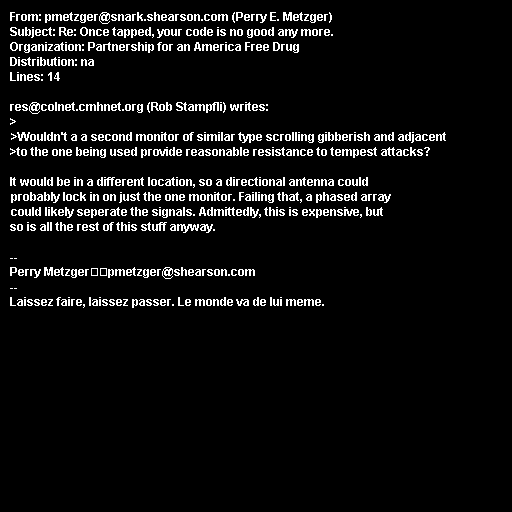 From: pmetzger@snark.shearson.com (Perry E. Metzger)
Subject: Re: Once tapped, your code is no good any more.
Organization: Partnership for an America Free Drug
Distribution: na
Lines: 14

res@colnet.cmhnet.org (Rob Stampfli) writes:
>
>Wouldn't a a second monitor of similar type scrolling gibberish and adjacent
>to the one being used provide reasonable resistance to tempest attacks?

It would be in a different location, so a directional antenna could
probably lock in on just the one monitor. Failing that, a phased array
could likely seperate the signals. Admittedly, this is expensive, but
so is all the rest of this stuff anyway.

--
Perry Metzger□□pmetzger@shearson.com
--
Laissez faire, laissez passer. Le monde va de lui meme.